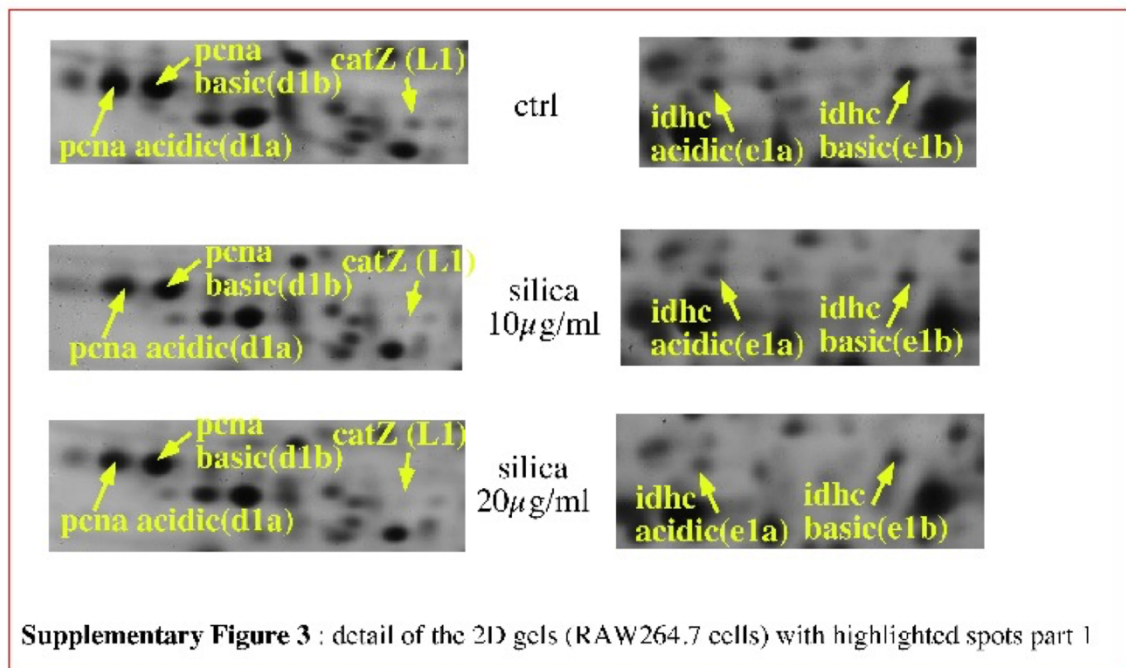 pcna
basic(d1b)
catZ (L1)
pcna acidic(d1a)
ctrl
idhc
acidic(e1a)
idhc
basic(e1b)
pcna
basic(d1b)
catZ (L1)
pcna acidic(d1a)
silica
10µg/ml
idhc
acidic(e1a)
idhc
basic(e1b)
pcna
basic(d1b)
catZ (L1)
pcna acidic(d1a)
silica
20µg/ml
idhc
acidic(e1a)
idhc
basic(e1b)
Supplementary Figure 3 : detail of the 2D gels (RAW264.7 cells) with highlighted spots part 1